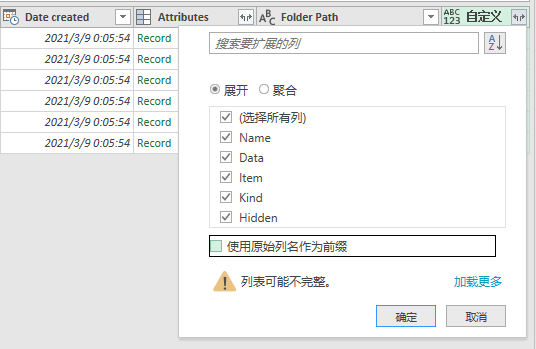 Date created Attributes ABC Folder Path ABC 123 自定义
2021/3/9 0:05:54 Record
2021/3/9 0:05:54 Record
2021/3/9 0:05:54 Record
2021/3/9 0:05:54 Record
2021/3/9 0:05:54 Record
2021/3/9 0:05:54 Record
搜索要扩展的列 A Z
展开 聚合
(选择所有列)
Name
Data
Item
Kind
Hidden
使用原始列名作为前缀
列表可能不完整。 加载更多
确定 取消